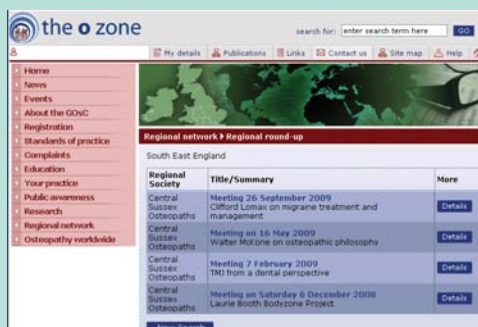 the o zone
search for: enter search term here GO
My details Publications Links Contact us Site map Help
Home
News
Events
About the GOsC
Registration
Standards of practice
Complaints
Education
Your practice
Public awareness
Research
Regional network
Osteopathy worldwide
Regional network Regional round-up
South East England
Regional Society Title/Summary More
Central Sussex Osteopaths
Meeting 26 September 2009
Clifford Lomax on migraine treatment and
management
Details
Central Sussex Osteopaths
Meeting on 16 May 2009
Walter McKone on osteopathic philosophy
Details
Central Sussex Osteopaths
Meeting 7 February 2009
TMJ from a dental perspective
Details
Central Sussex Osteopaths
Meeting on Saturday 6 December 2008
Laurie Booth Bodyzone Project
Details
New Search